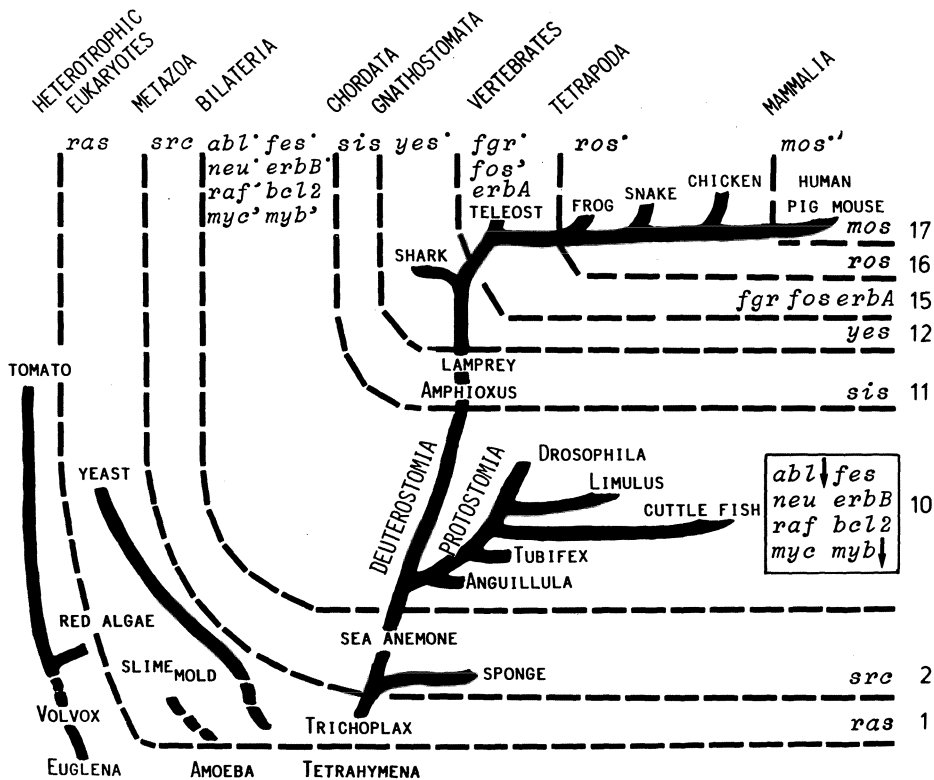 HETEROTROPHIC
EUKARYOTES
METAZOA
BILATERIA
CHORDATA
GNATHOSTOMATA
VERTEBRATES
TETRAPODA
MAMMALIA
ras src abl· fes· sis yes· fgr· ros· mos·'
neu· erbB· fos'
raf' bcl2 erbA
myc' myb'
TELEOST FROG SNAKE CHICKEN HUMAN
PIG MOUSE
mos 17
SHARK
ros 16
fgr fos erbA 15
yes 12
LAMPREY
TOMATO
AMPHIOXUS
sis 11
DEUTEROSTOMIA
PROTOSTOMIA
DROSOPHILA
YEAST
LIMULUS
CUTTLE FISH
abl↓fes
neu erbB 10
raf bcl2
myc myb↓
TUBIFEX
ANGUILLULA
RED ALGAE
SEA ANEMONE
SLIME MOLD
SPONGE
src 2
VOLVOX
TRICHOPLAX
ras 1
EUGLENA AMOEBA TETRAHYMENA